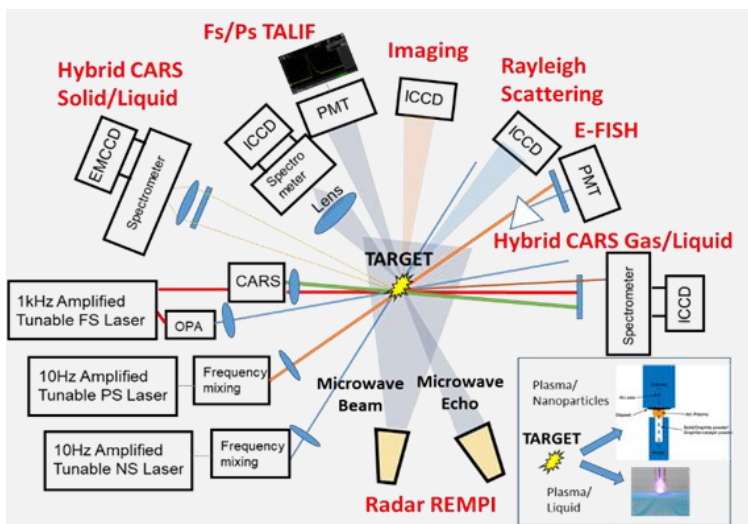 Fs/Ps TALIF
Imaging
Hybrid CARS
Solid/Liquid
Rayleigh
Scattering
E-FISH
EMCCD
Spectrometer
ICCD
Spectro
meter
PMT
Lens
ICCD
ICCD
PMT
Hybrid CARS Gas/Liquid
TARGET
1kHz Amplified
Tunable FS Laser
CARS
OPA
Spectrometer
ICCD
10Hz Amplified
Tunable PS Laser
Frequency
mixing
Microwave
Beam
Microwave
Echo
10Hz Amplified
Tunable NS Laser
Frequency
mixing
Radar REMPI
Plasma/
Nanoparticles
TARGET
Plasma/
Liquid